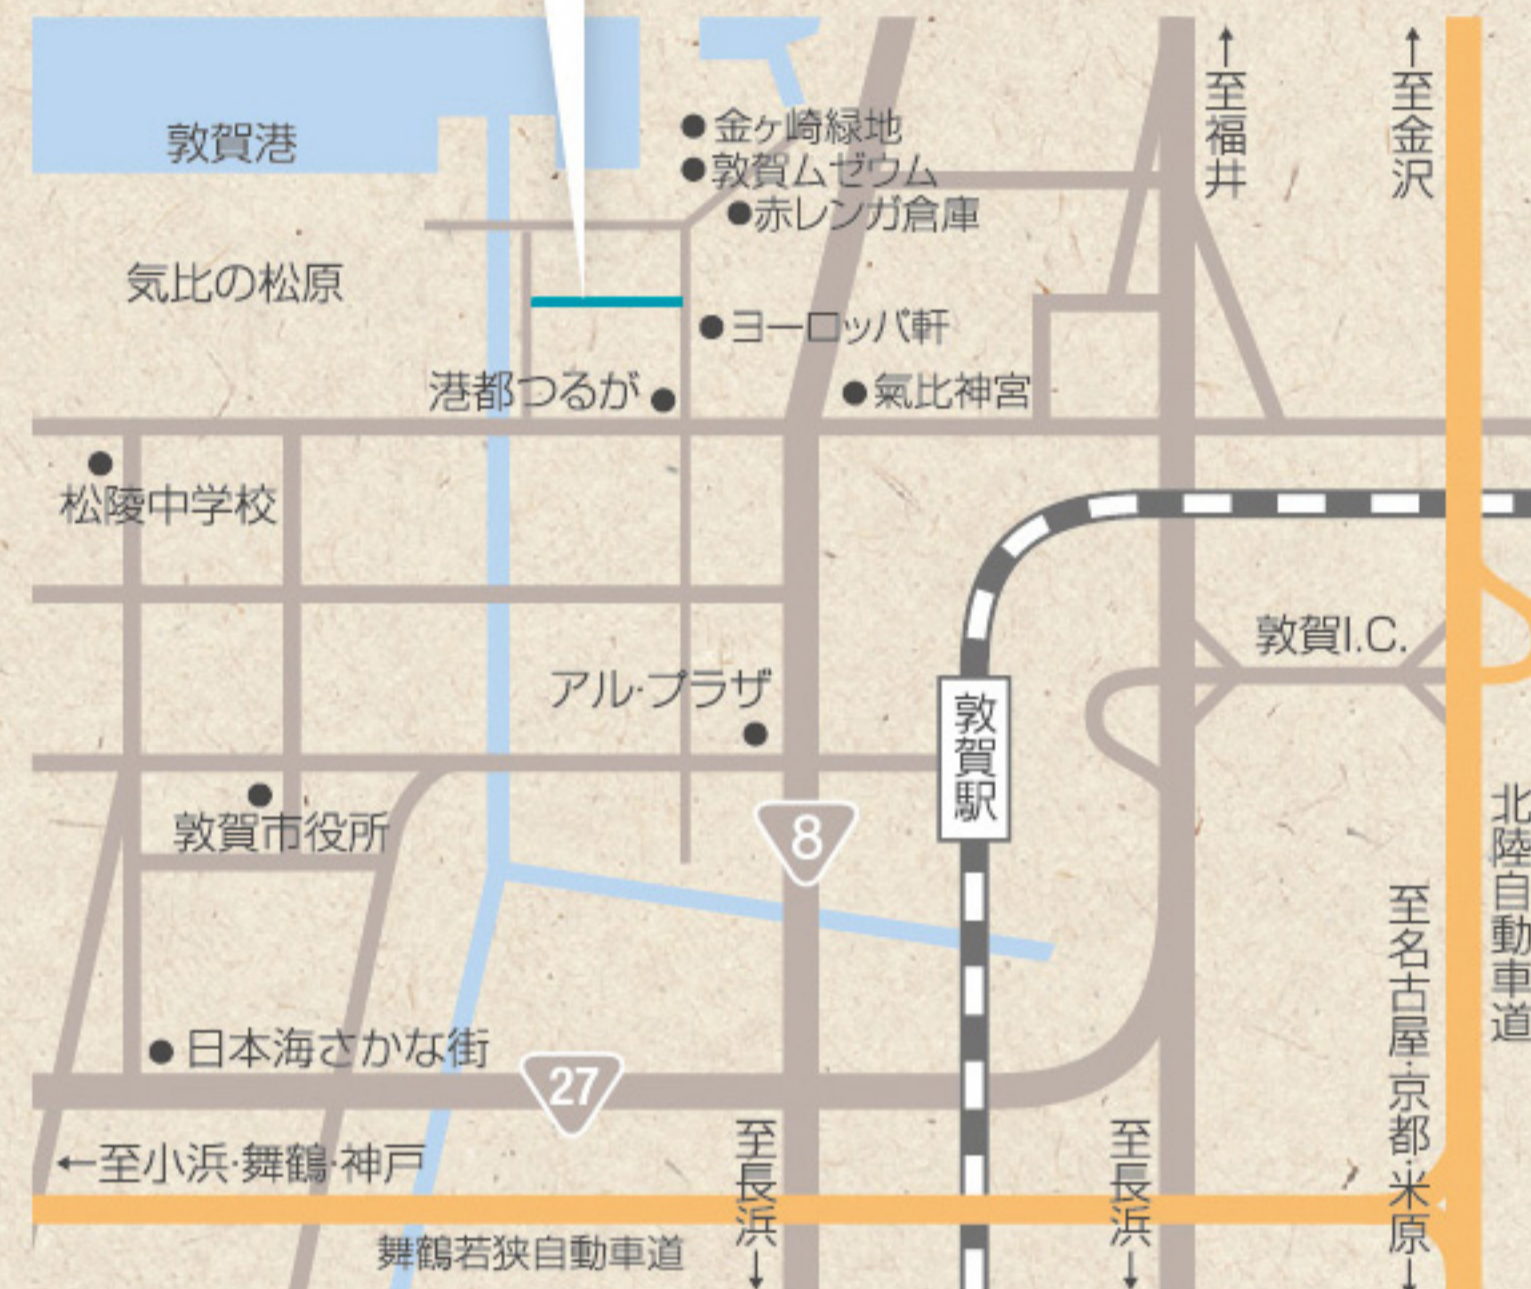 ↑至福井
↑至金沢
敦賀港
金ヶ崎緑地
敦賀ムゼウム
赤レンガ倉庫
気比の松原
ヨーロッパ軒
港都つるが
氣比神宮
松陵中学校
敦賀I.C.
アル・プラザ
敦賀駅
敦賀市役所
8
北陸自動車道
至名古屋・京都・米原↓
日本海さかな街
27
←至小浜・舞鶴・神戸
至長浜↓
至長浜↓
舞鶴若狭自動車道